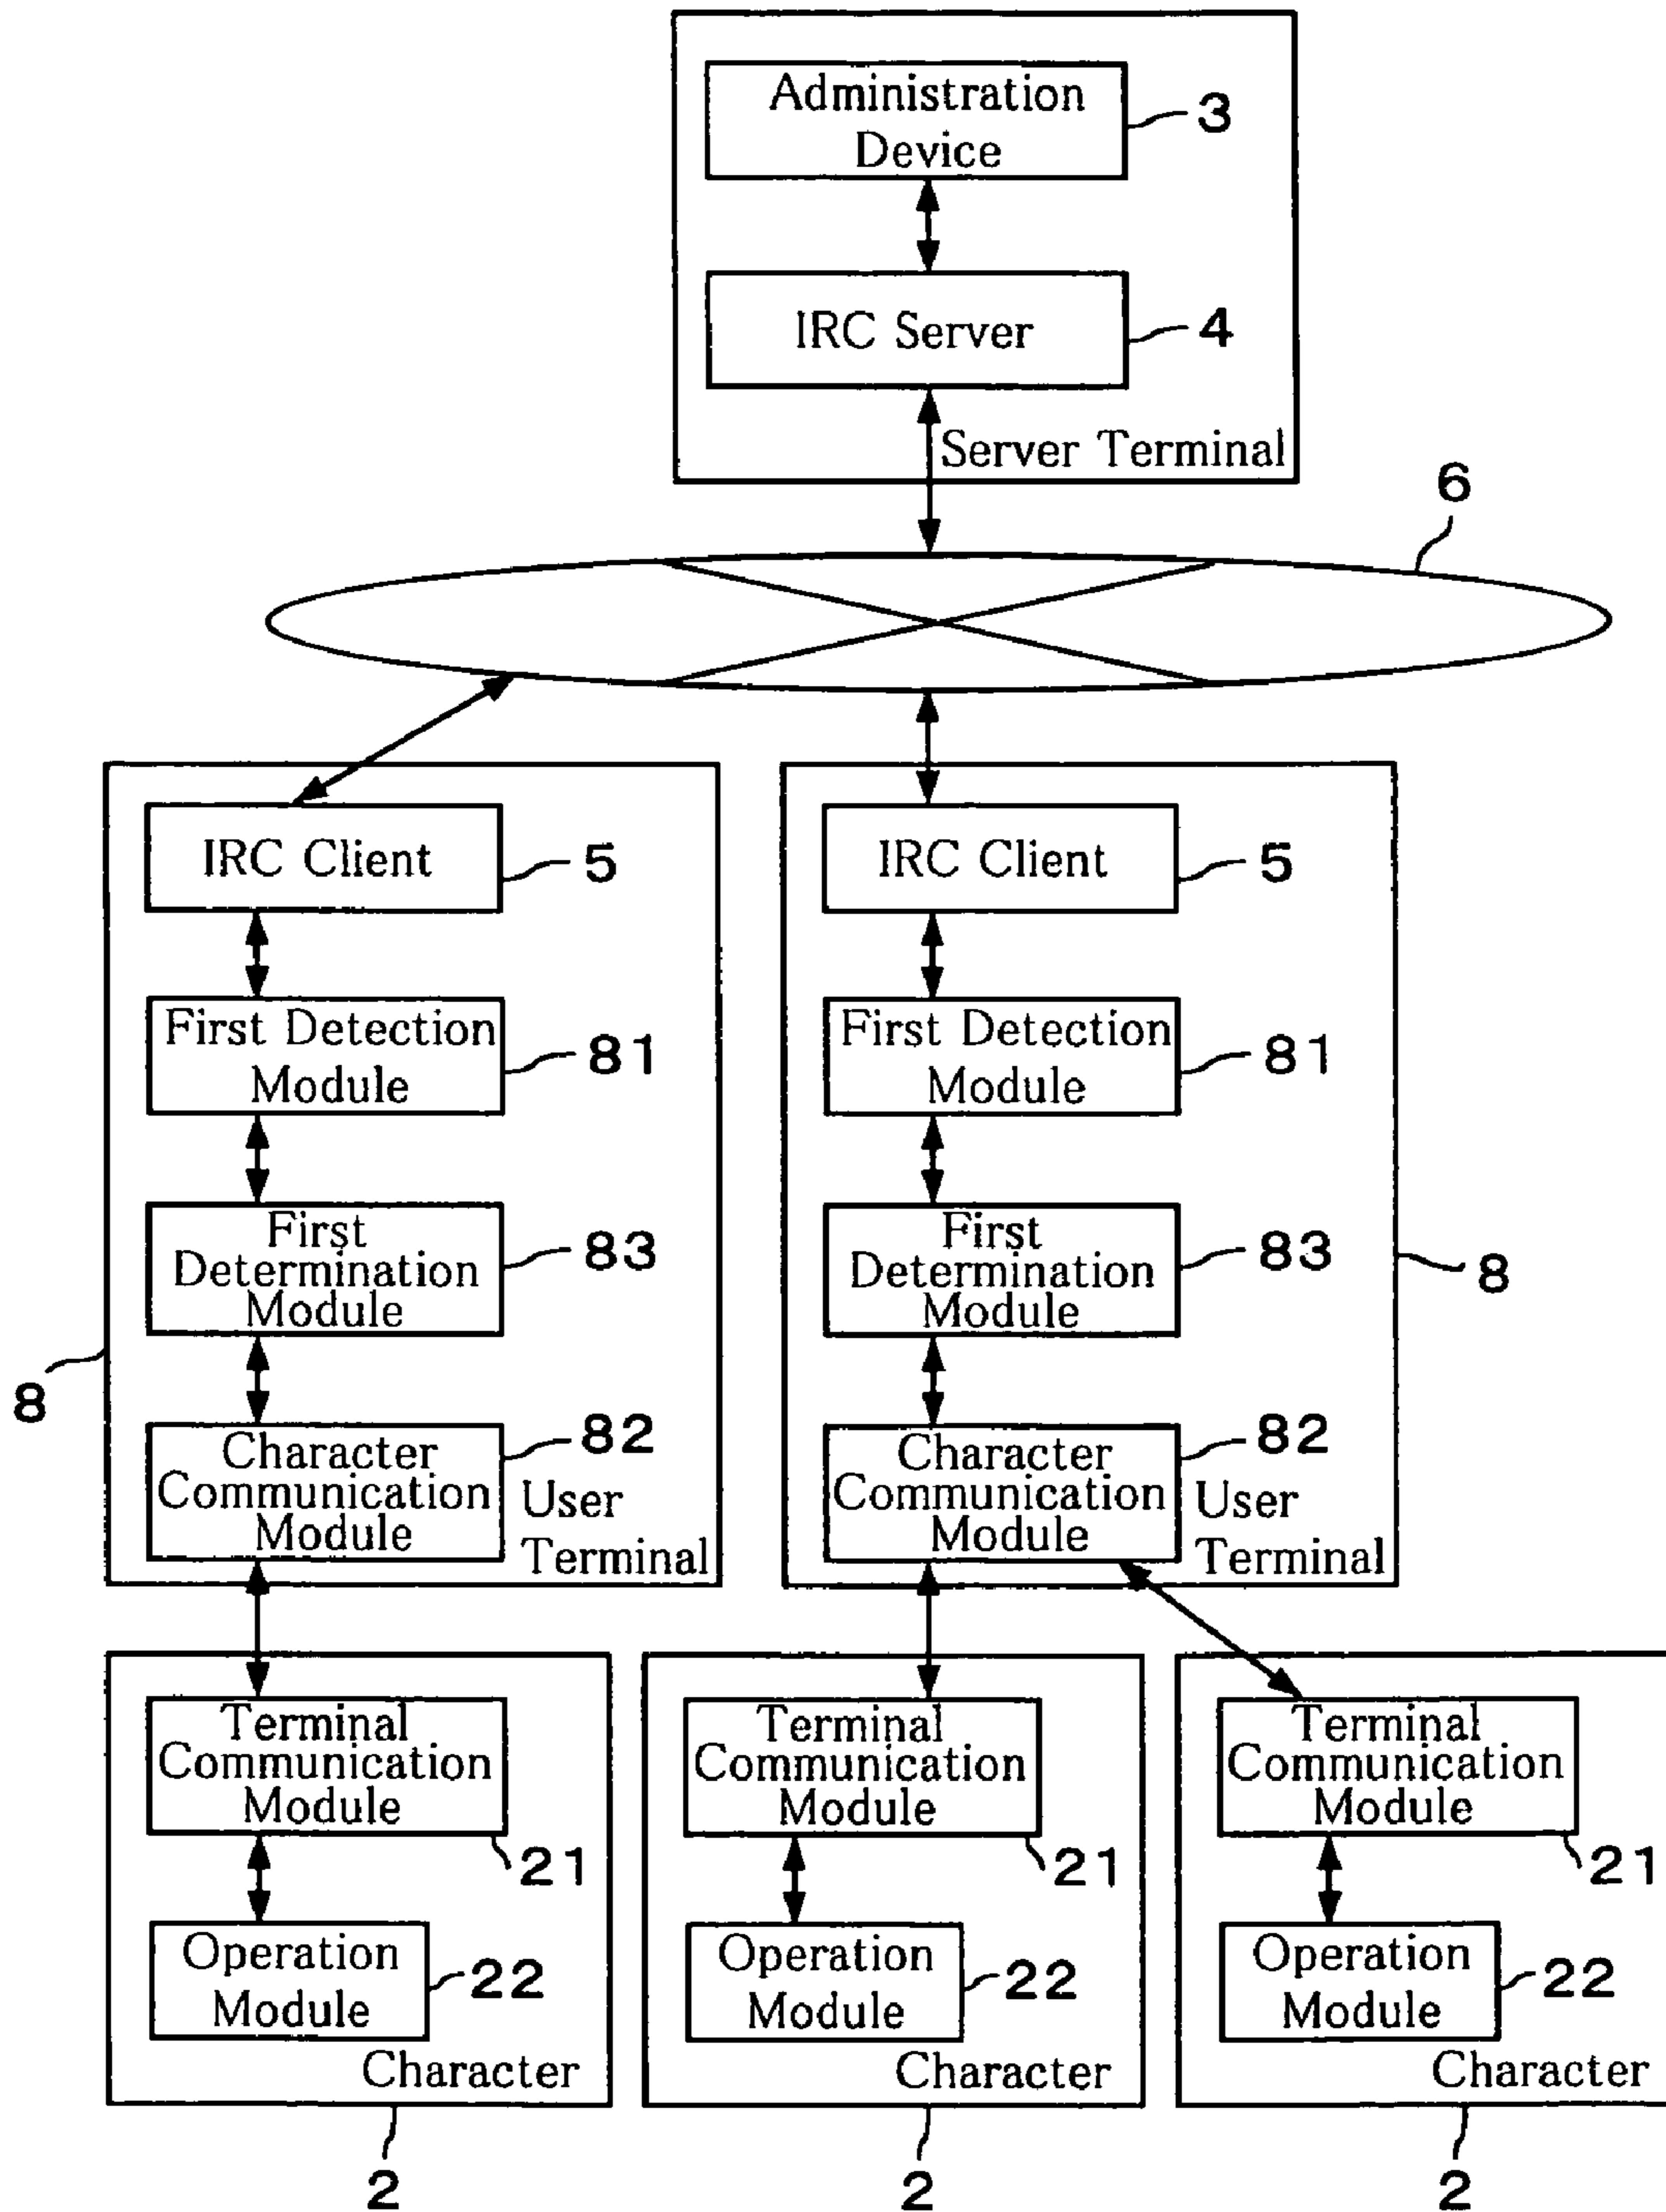 Administration
Device
3
IRC Server
4
Server Terminal
6
IRC Client
5
First Detection
Module
81
First
Determination
Module
83
8
Character
Communication
Module
82
User
Terminal
IRC Client
5
First Detection
Module
81
First
Determination
Module
83
8
Character
Communication
Module
82
User
Terminal
Terminal
Communication
Module
21
Operation
Module
22
Character
2
Terminal
Communication
Module
21
Operation
Module
22
Character
2
Terminal
Communication
Module
21
Operation
Module
22
Character
2